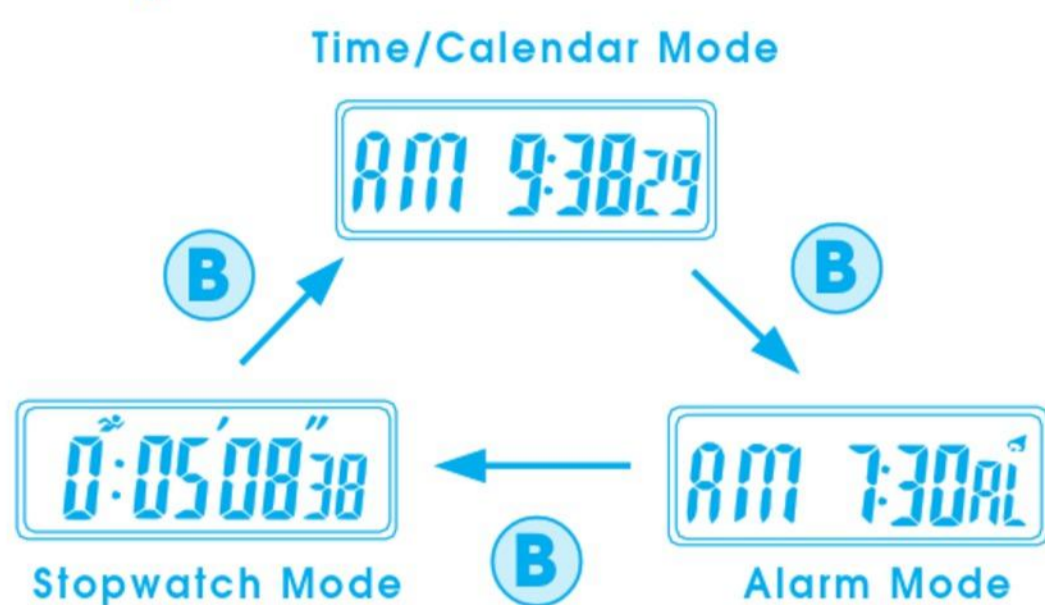 Time/Calendar Mode
AM 9:38 29
B
B
0:05'08"38
AM 7:30 AL
B
Stopwatch Mode
Alarm Mode